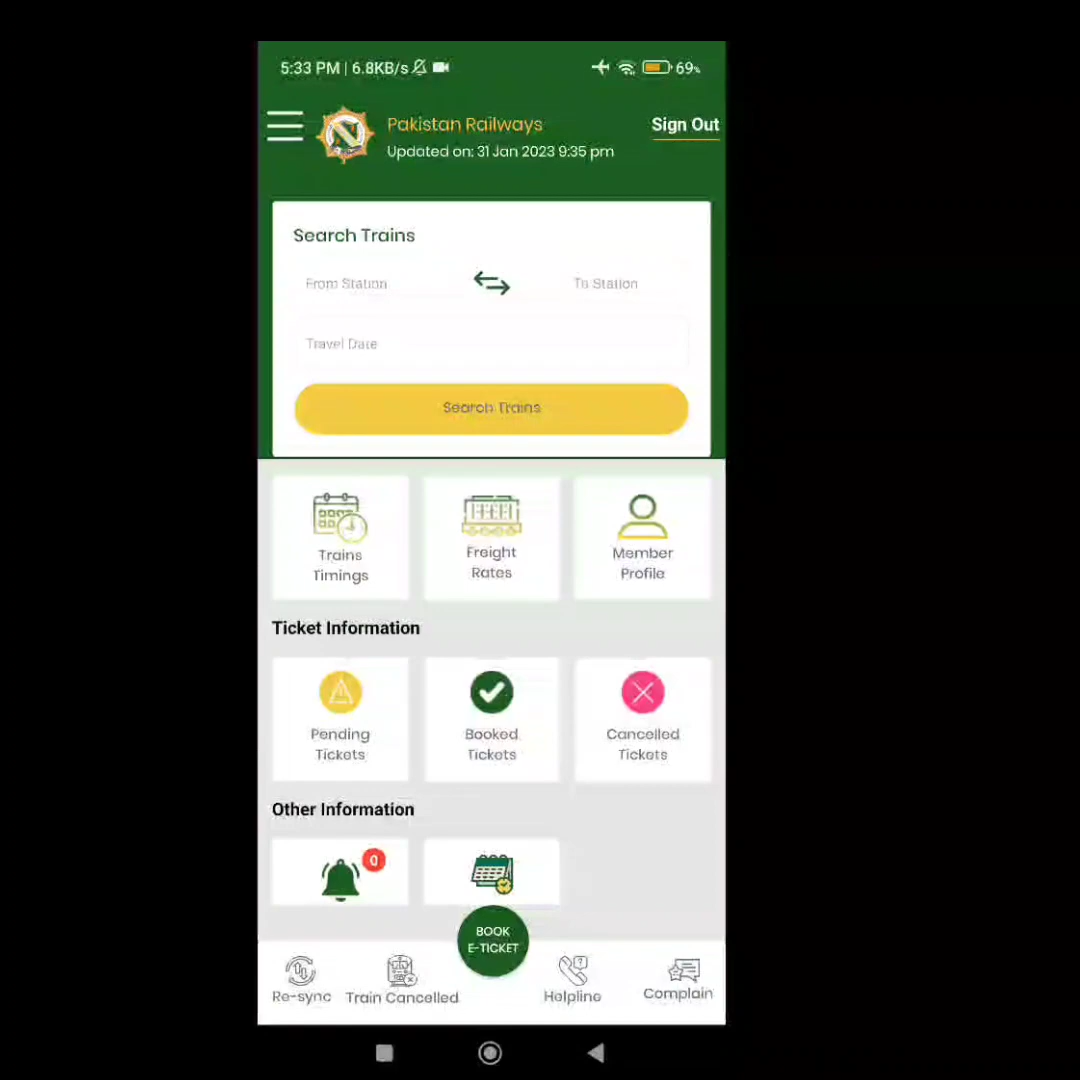 5:33 PM | 6.8KB/s
69%
Pakistan Railways
Sign Out
Updated on: 31 Jan 2023 9:35 pm
Search Trains
From Station
To Station
Travel Date
Search Trains
Trains
Timings
Freight
Rates
Member
Profile
Ticket Information
Pending
Tickets
Booked
Tickets
Cancelled
Tickets
Other Information
0
BOOK
E-TICKET
Re-sync
Train Cancelled
Helpline
Complain